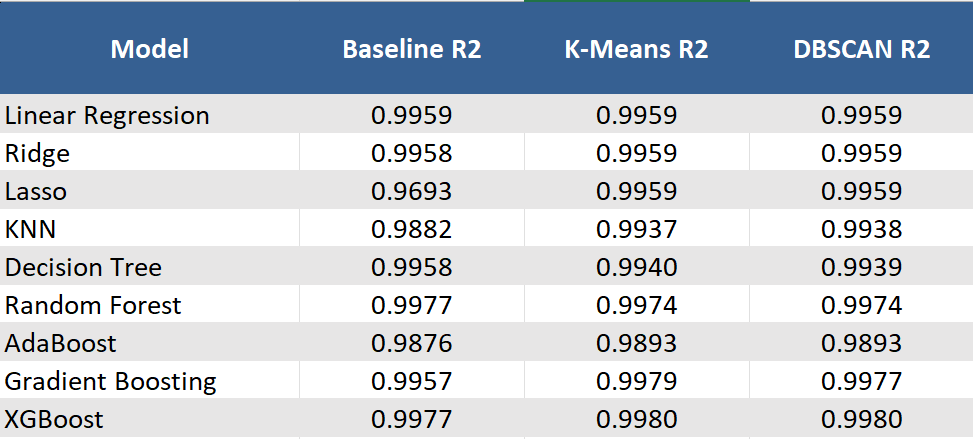 Model Baseline R2 K-Means R2 DBSCAN R2
Linear Regression 0.9959 0.9959 0.9959
Ridge 0.9958 0.9959 0.9959
Lasso 0.9693 0.9959 0.9959
KNN 0.9882 0.9937 0.9938
Decision Tree 0.9958 0.9940 0.9939
Random Forest 0.9977 0.9974 0.9974
AdaBoost 0.9876 0.9893 0.9893
Gradient Boosting 0.9957 0.9979 0.9977
XGBoost 0.9977 0.9980 0.9980